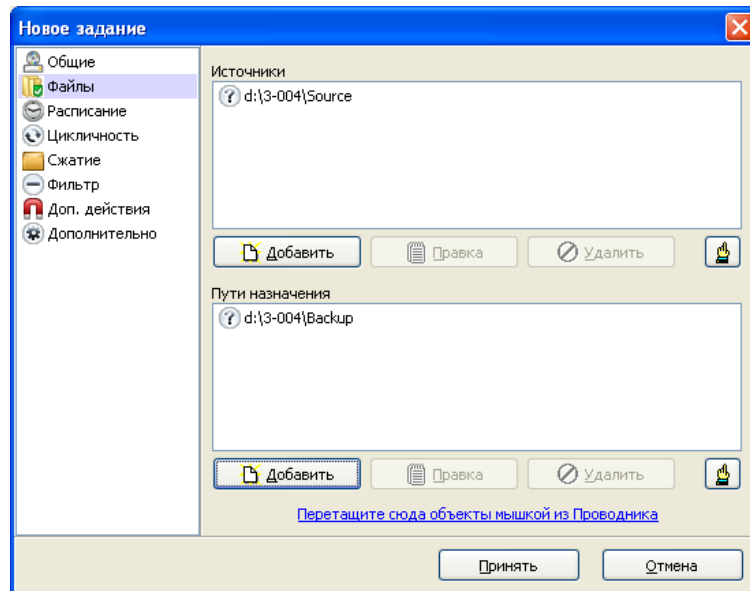 Новое задание
Общие
Файлы
Расписание
Цикличность
Сжатие
Фильтр
Доп. действия
Дополнительно
Источники
d:\3-004\Source
Добавить
Правка
Удалить
Пути назначения
d:\3-004\Backup
Добавить
Правка
Удалить
Перетащите сюда объекты мышкой из Проводника
Принять
Отмена